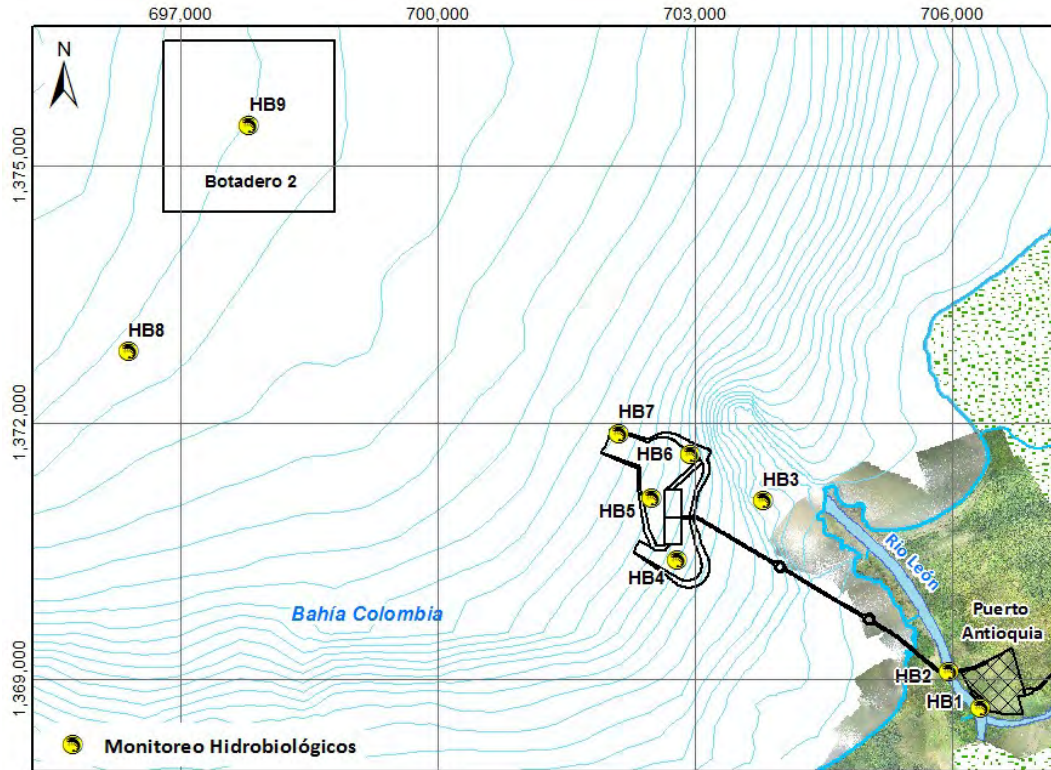 697,000
700,000
703,000
706,000
N
HB9
1,375,000
Botadero 2
HB8
1,372,000
HB7
HB6
HB3
HB5
HB4
Río León
Bahía Colombia
Puerto
Antioquia
1,369,000
HB2
HB1
Monitoreo Hidrobiológicos